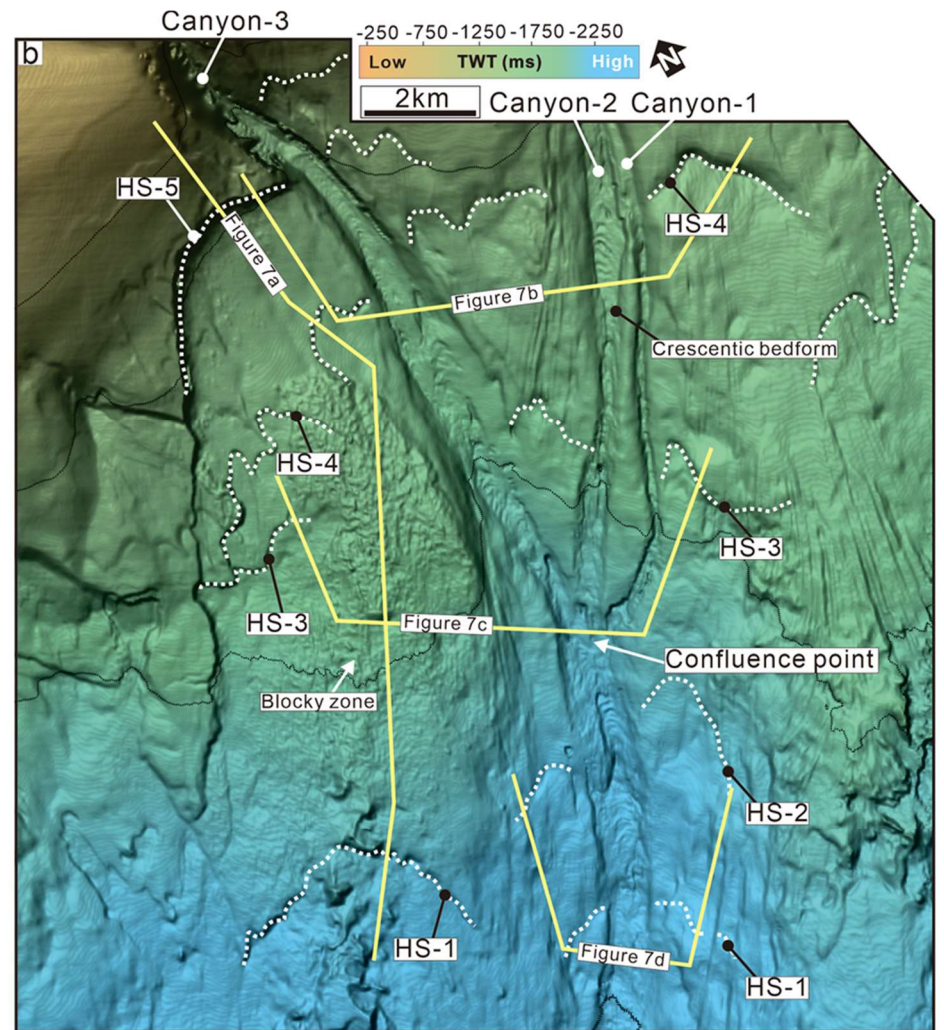 Canyon-3
b
-250 -750 -1250 -1750 -2250
Low TWT (ms) High
N
2km
Canyon-2 Canyon-1
HS-5
HS-4
Figure 7a
Figure 7b
Crescentic bedform
HS-4
HS-3
HS-3
Figure 7c
Confluence point
Blocky zone
HS-2
HS-1
Figure 7d
HS-1